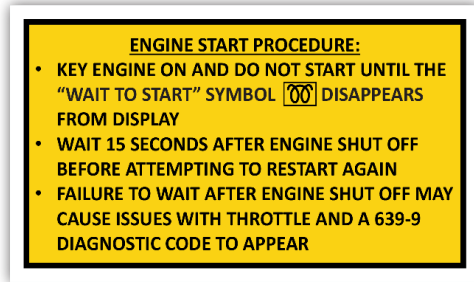 ENGINE START PROCEDURE:
• KEY ENGINE ON AND DO NOT START UNTIL THE
“WAIT TO START” SYMBOL DISAPPEARS
FROM DISPLAY
• WAIT 15 SECONDS AFTER ENGINE SHUT OFF
BEFORE ATTEMPTING TO RESTART AGAIN
• FAILURE TO WAIT AFTER ENGINE SHUT OFF MAY
CAUSE ISSUES WITH THROTTLE AND A 639-9
DIAGNOSTIC CODE TO APPEAR